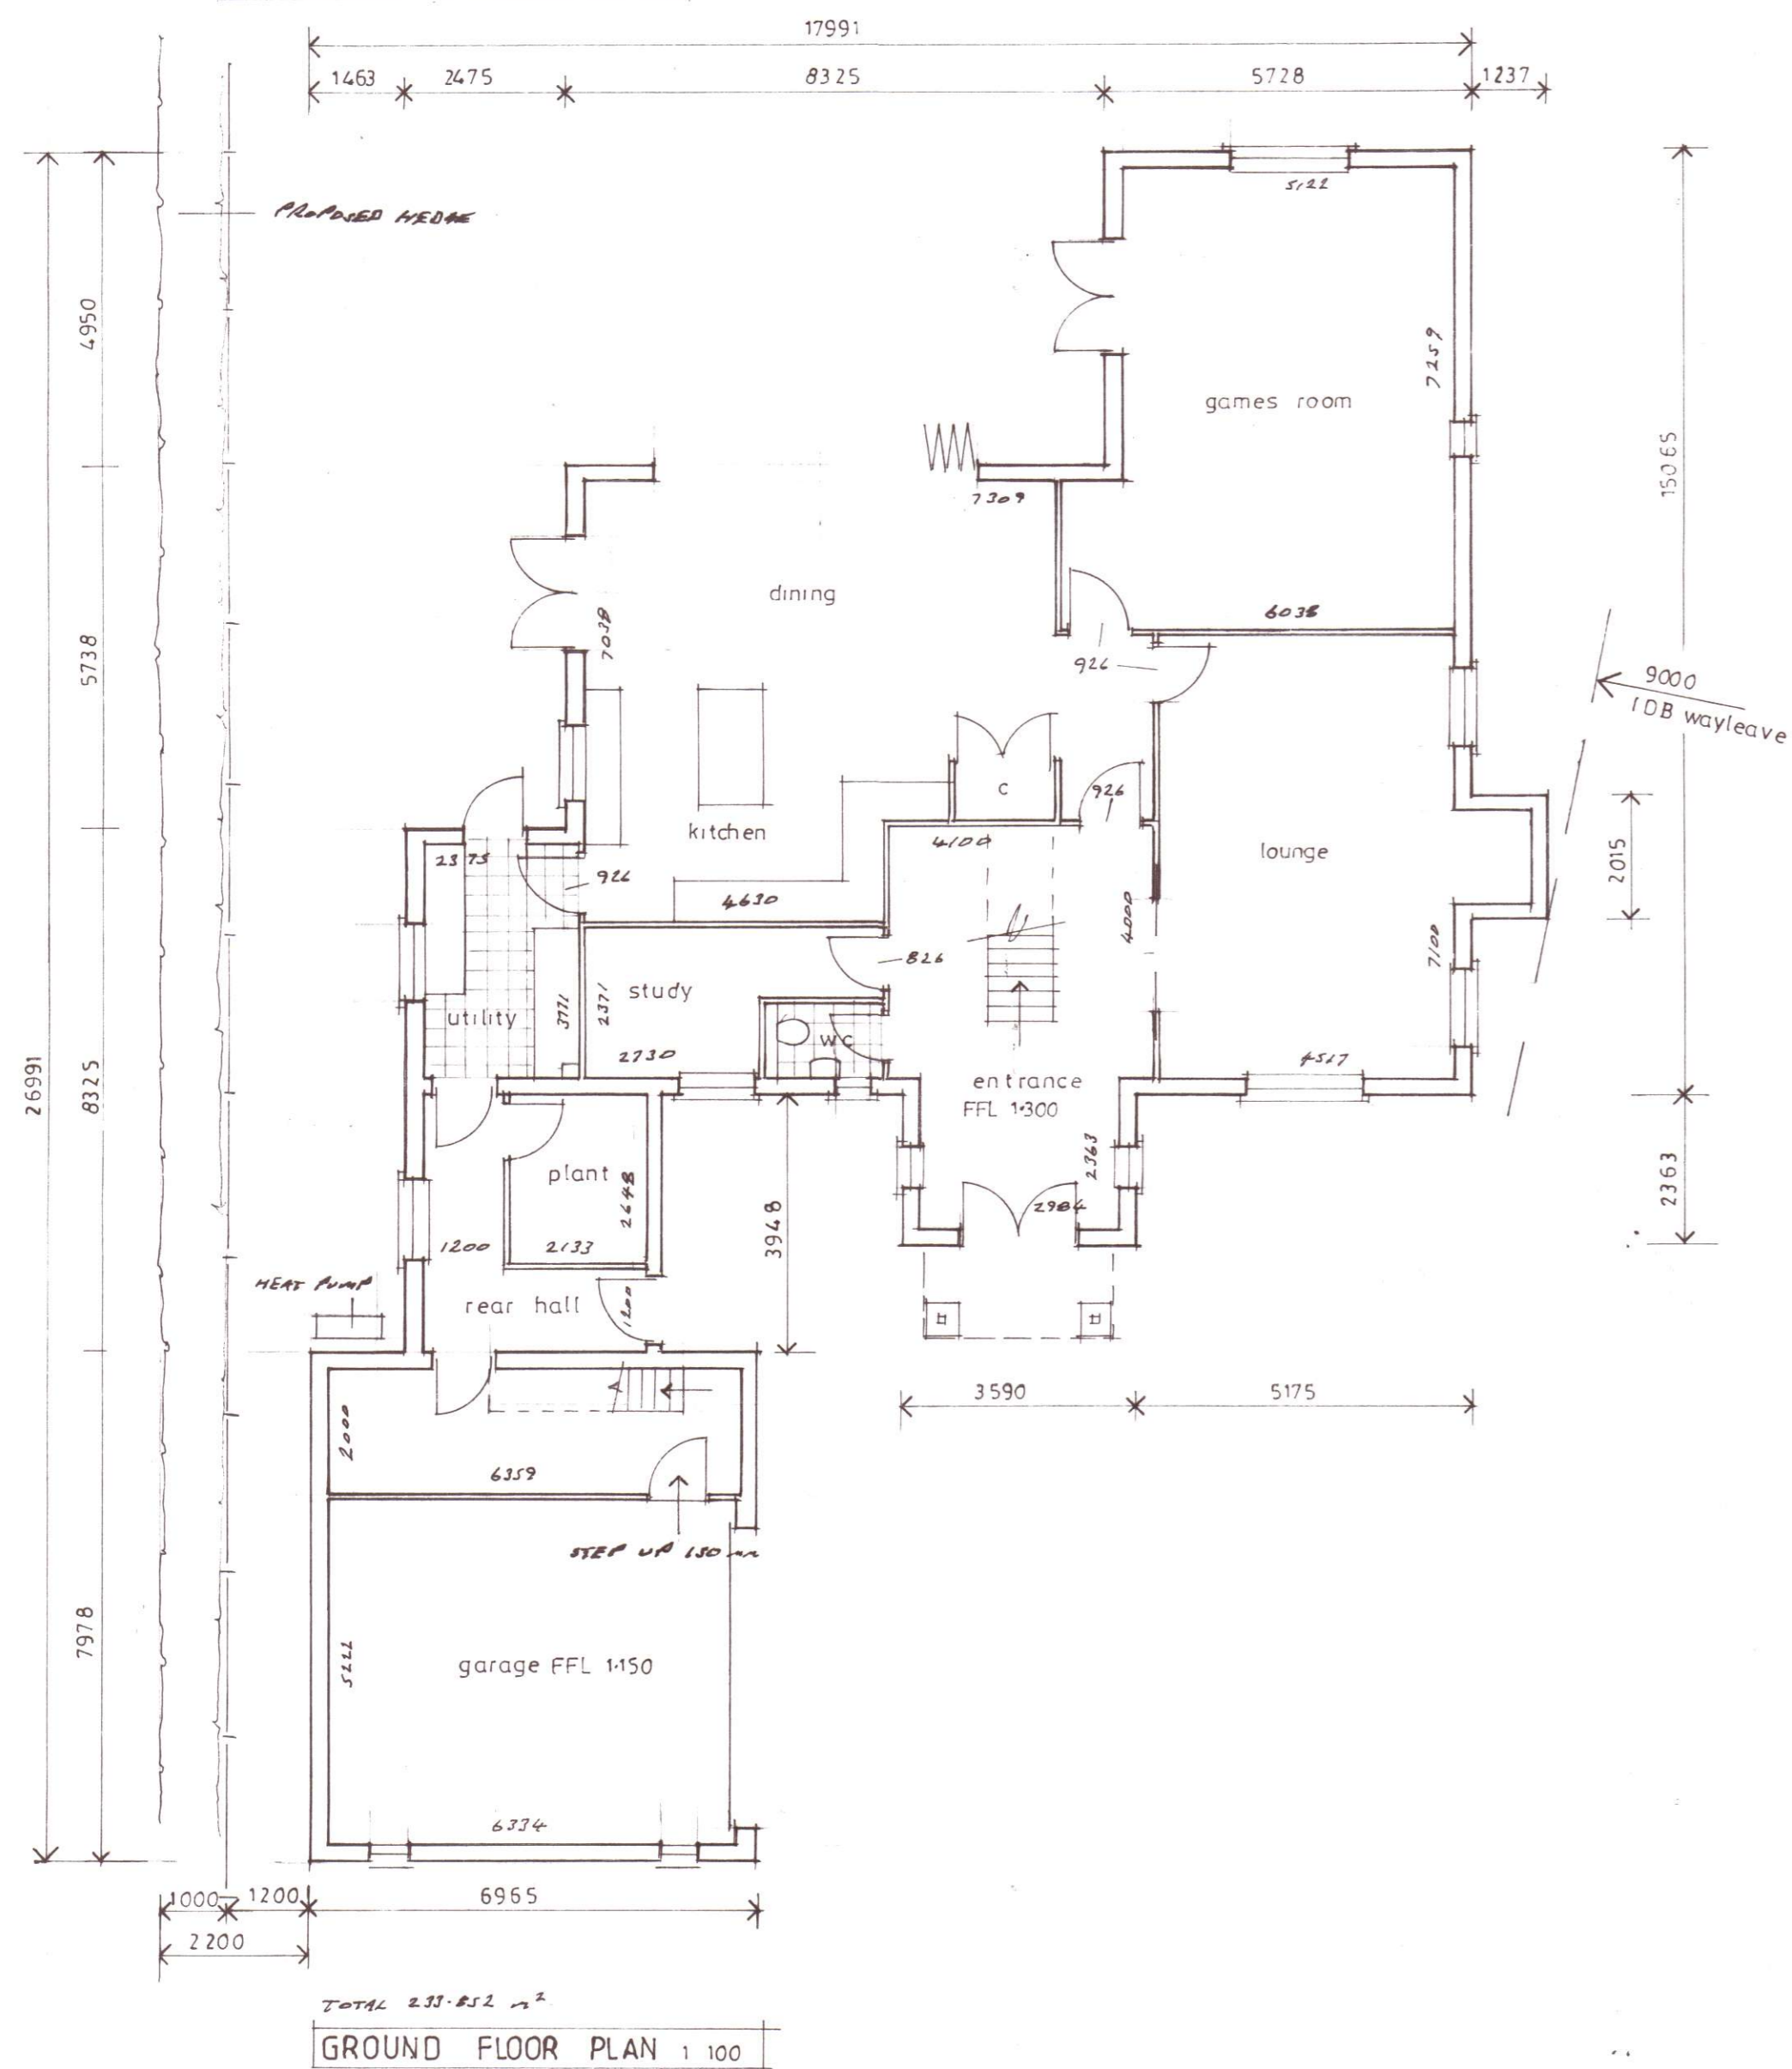 17991
1463 2475 8325 5728 1237
5122
PROPOSED HEDGE
4950
7259
games room
15065
7309
dining
7038
6038
5738
926
9000
IDB wayleave
c
926
kitchen
4100
lounge
2015
2375
926
4630
4000
7100
826
study
2371
3771
utility
wc
2730
4517
entrance
FFL 1·300
26991
8325
2363
plant
2648
2984
2363
3948
1200
2133
HEAT PUMP
rear hall
1200
3590 5175
2000
6359
STEP UP 150 mm
7978
5222
garage FFL 1·150
6334
1000 1200 6965
2200
TOTAL 233·852 m²
GROUND FLOOR PLAN 1 100